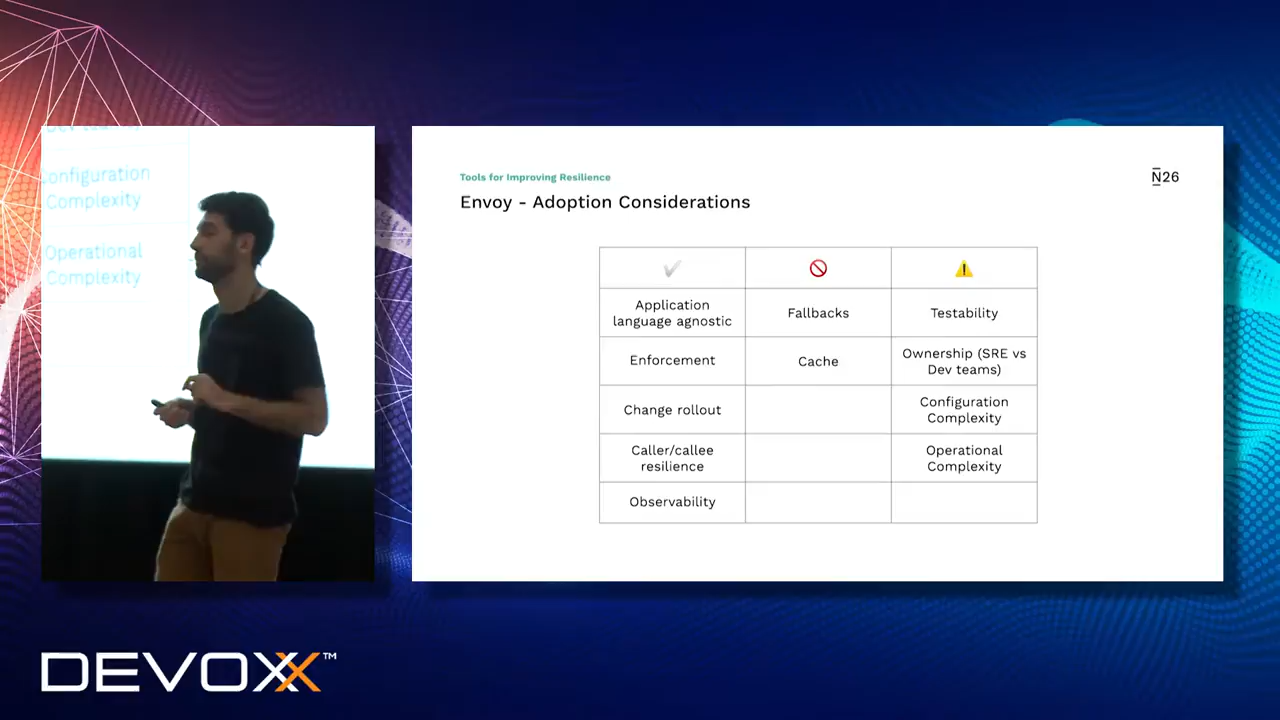 Configuration
Complexity
Operational
Complexity
Tools for Improving Resilience
N26
Envoy - Adoption Considerations
Application
language agnostic
Fallbacks
Testability
Enforcement
Cache
Ownership (SRE vs
Dev teams)
Change rollout
Configuration
Complexity
Caller/callee
resilience
Operational
Complexity
Observability
DEVOXX™